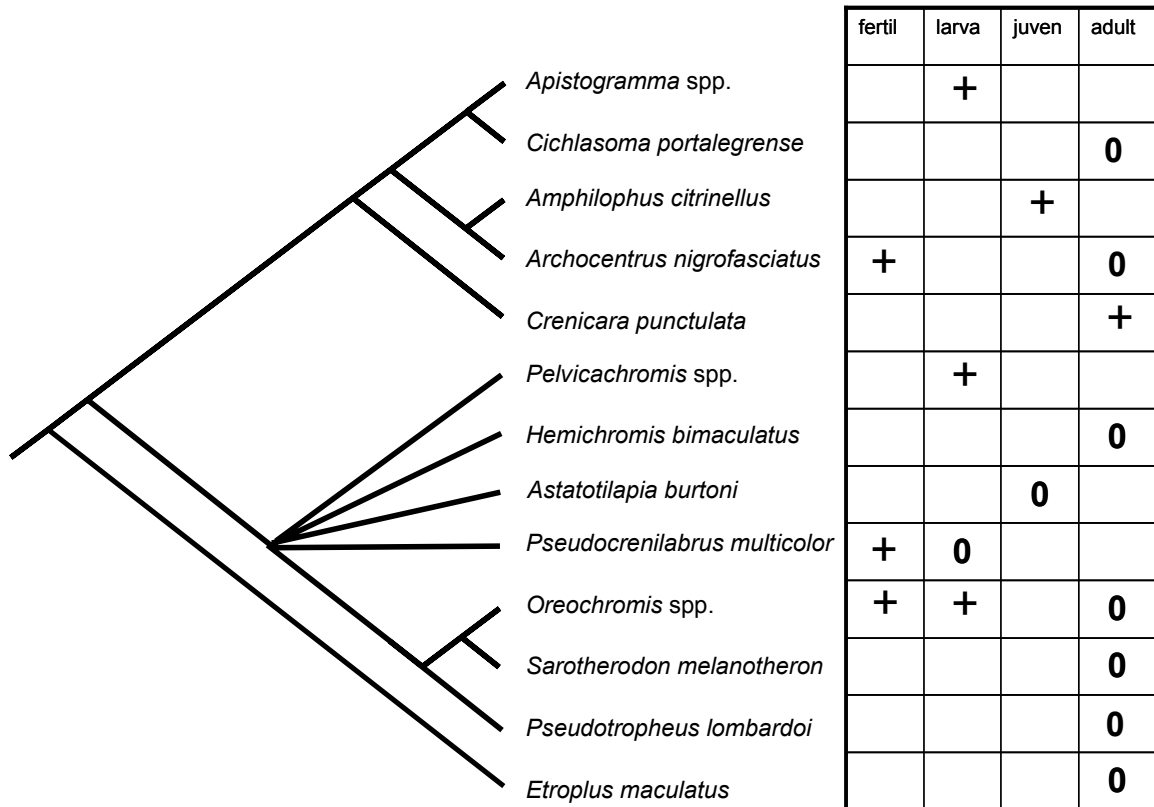 fertil larva juven adult
Apistogramma spp. +
Cichlasoma portalegrense 0
Amphilophus citrinellus +
Archocentrus nigrofasciatus + 0
Crenicara punctulata +
Pelvicachromis spp. +
Hemichromis bimaculatus 0
Astatotilapia burtoni 0
Pseudocrenilabrus multicolor + 0
Oreochromis spp. + + 0
Sarotherodon melanotheron 0
Pseudotropheus lombardoi 0
Etroplus maculatus 0